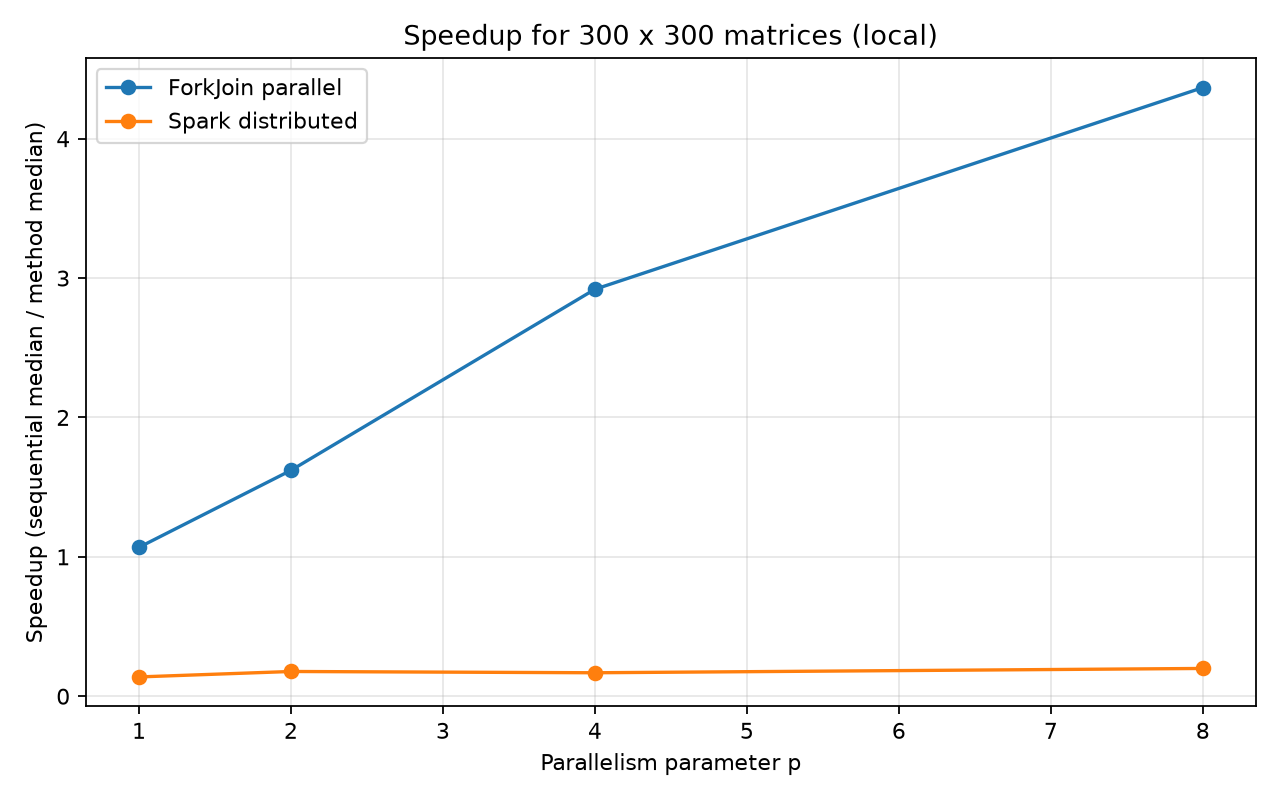 Speedup for 300 x 300 matrices (local)
ForkJoin parallel
Spark distributed
Speedup (sequential median / method median)
4
3
2
1
0
1 2 3 4 5 6 7 8
Parallelism parameter p